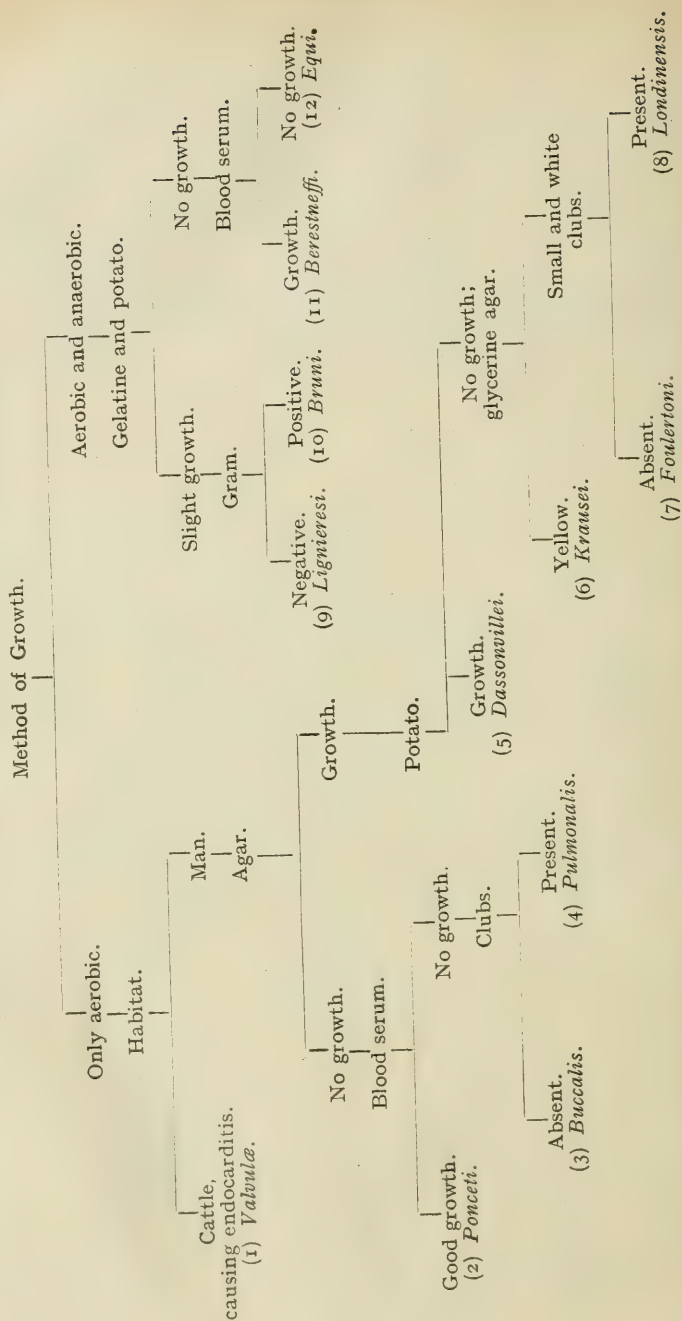 Method of Growth.
Only aerobic.
Habitat.
Cattle,
causing endocarditis.
(1) Valvulæ.
Man.
Agar.
No growth.
Blood serum.
Good growth.
(2) Ponceti.
No growth.
Clubs.
Absent.
(3) Buccalis.
Present.
(4) Pulmonalis.
Growth.
Potato.
Growth.
(5) Dassonvillei.
No growth;
glycerine agar.
Yellow.
(6) Krausei.
Small and white
clubs.
Absent.
(7) Foulertoni.
Present.
(8) Londinensis.
Aerobic and anaerobic.
Gelatine and potato.
Slight growth.
Gram.
Negative.
(9) Lignieresi.
Positive.
(10) Bruni.
No growth.
Blood serum.
Growth.
(11) Berestneffi.
No growth.
(12) Equi.